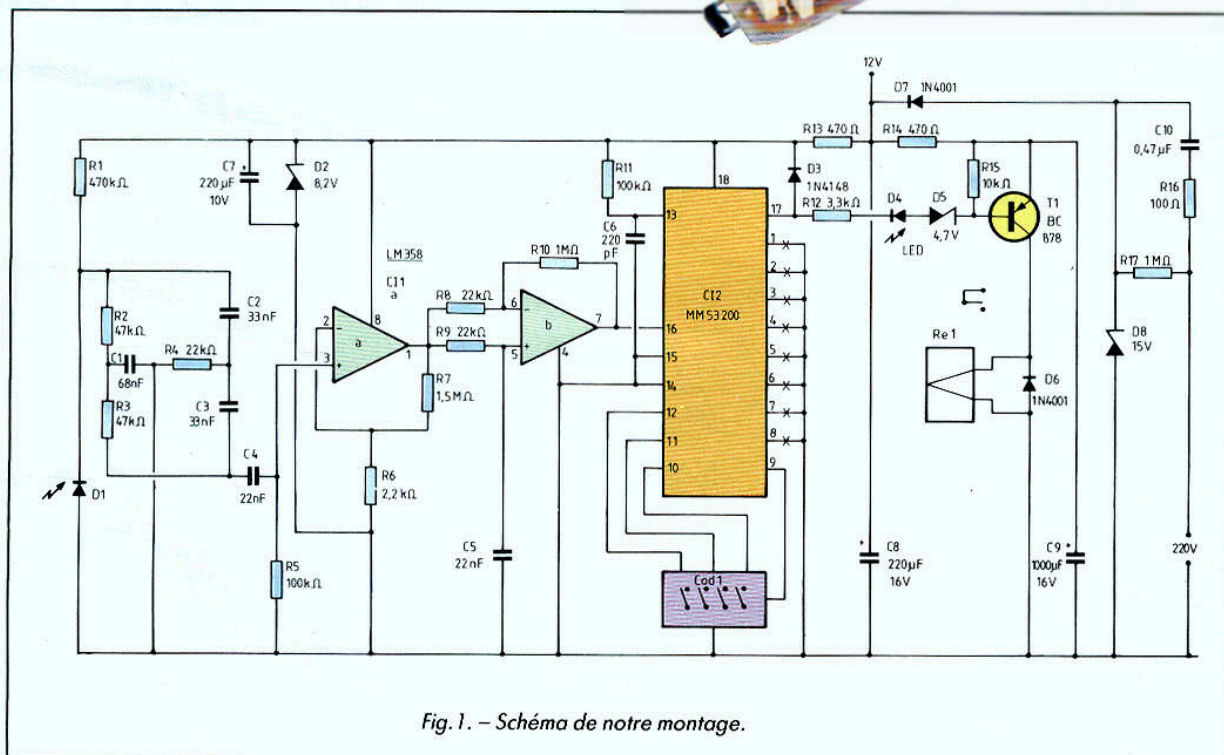 12V
D7 1N4001
R13 470Ω
R14 470Ω
C10
0,47µF
R1
470kΩ
C7
220µF
10V
D2
8,2V
R11
100kΩ
18
D3
1N4148
R15
10kΩ
R16
100Ω
13
17
R12 3,3kΩ
D4
D5
T1
BC
878
C6
220
pF
LED
4,7V
LM358
CI1
a
R10 1MΩ
1
2
3
4
5
6
7
8
R17 1MΩ
C2
33nF
R8 22kΩ
6
CI2
MM 53200
R2
47kΩ
2
-
8
a
b
7
16
D8
15V
C1
68nF
R4 22kΩ
3
+
1
R9 22kΩ
5
+
4
15
Re 1
R7
1,5MΩ
14
D6
1N4001
R3
47kΩ
C3
33nF
12
11
C4
22nF
10
9
R6
2,2kΩ
D1
C5
22nF
C8
220µF
16V
C9
1000µF
16V
220V
R5
100kΩ
Cod 1
Fig. 1. – Schéma de notre montage.